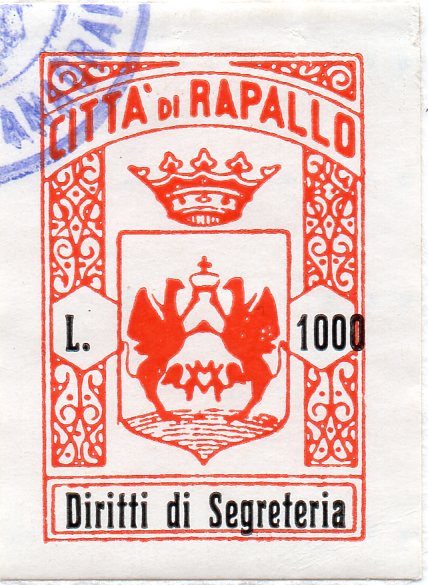 CITTA' DI RAPALLO
L. 1000
Diritti di Segreteria